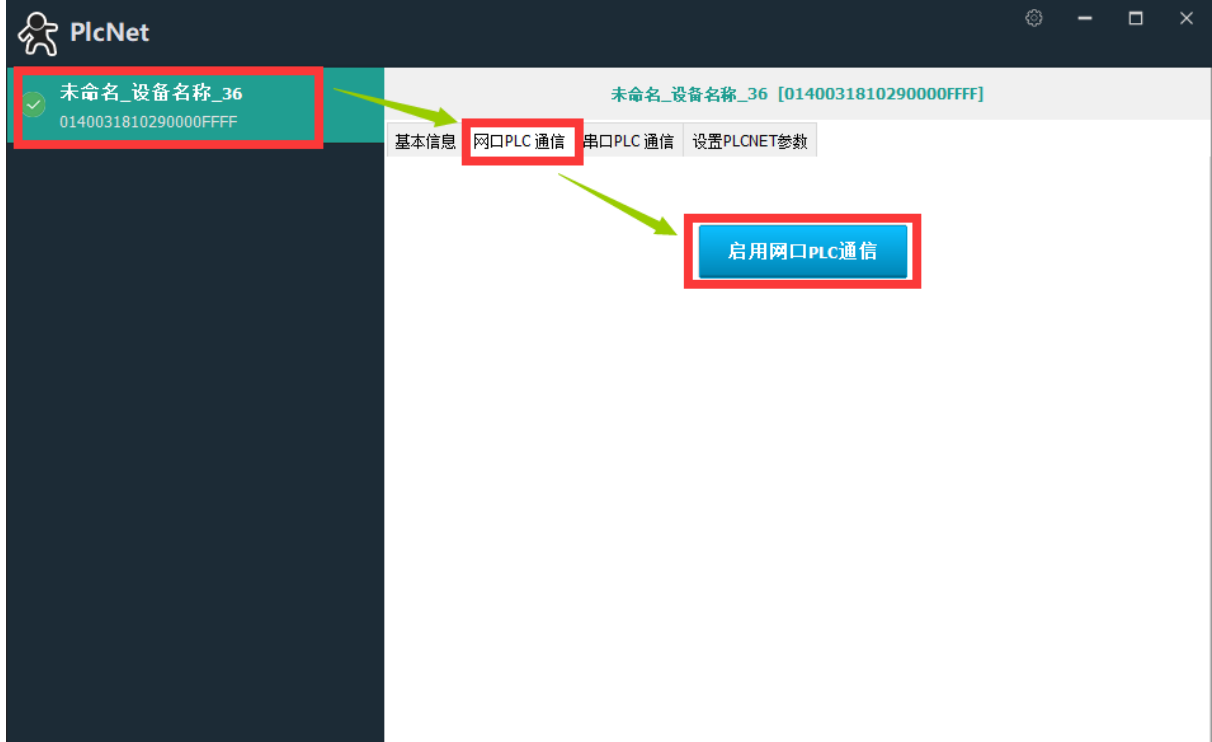 PlcNet
未命名_设备名称_36
0140031810290000FFFF
未命名_设备名称_36 [0140031810290000FFFF]
基本信息 网口PLC通信 串口PLC通信 设置PLCNET参数
启用网口PLC通信